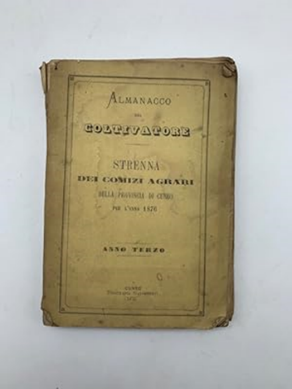 ALMANACCO
DEL
COLTIVATORE
STRENNA
DEI COMIZI AGRARI
DELLA PROVINCIA DI CUNEO
PER L'ANNO 1876
ANNO TERZO
CUNEO